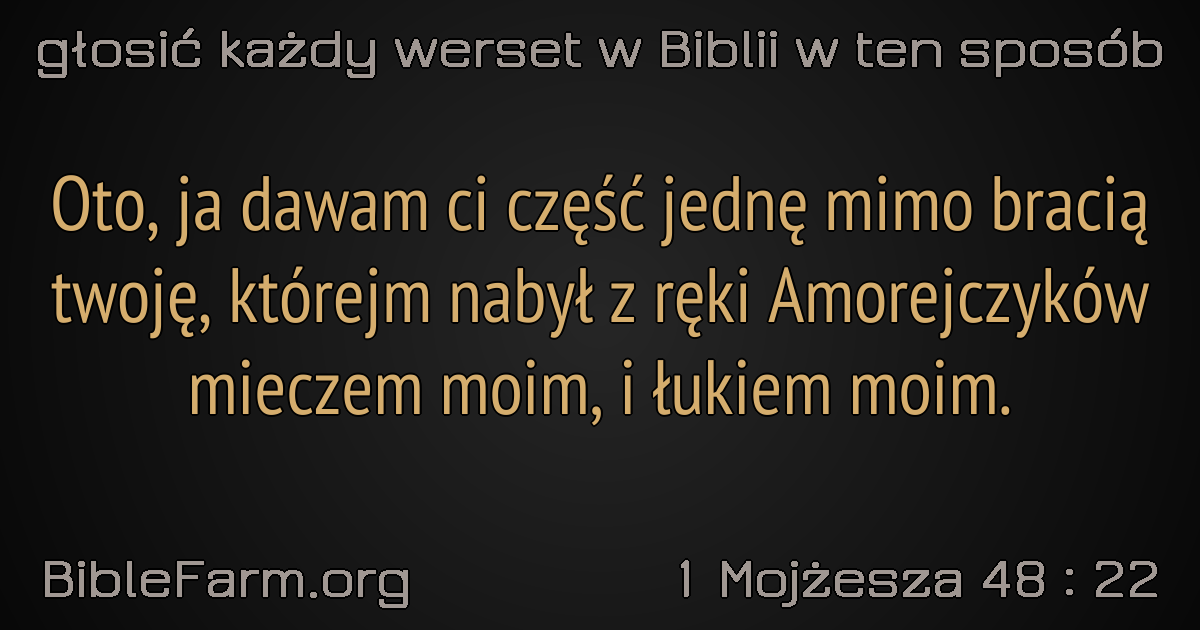 głosić każdy werset w Biblii w ten sposób
Oto, ja dawam ci część jednę mimo bracią
twoję, którejm nabył z ręki Amorejczyków
mieczem moim, i łukiem moim.
BibleFarm.org
1 Mojżesza 48 : 22